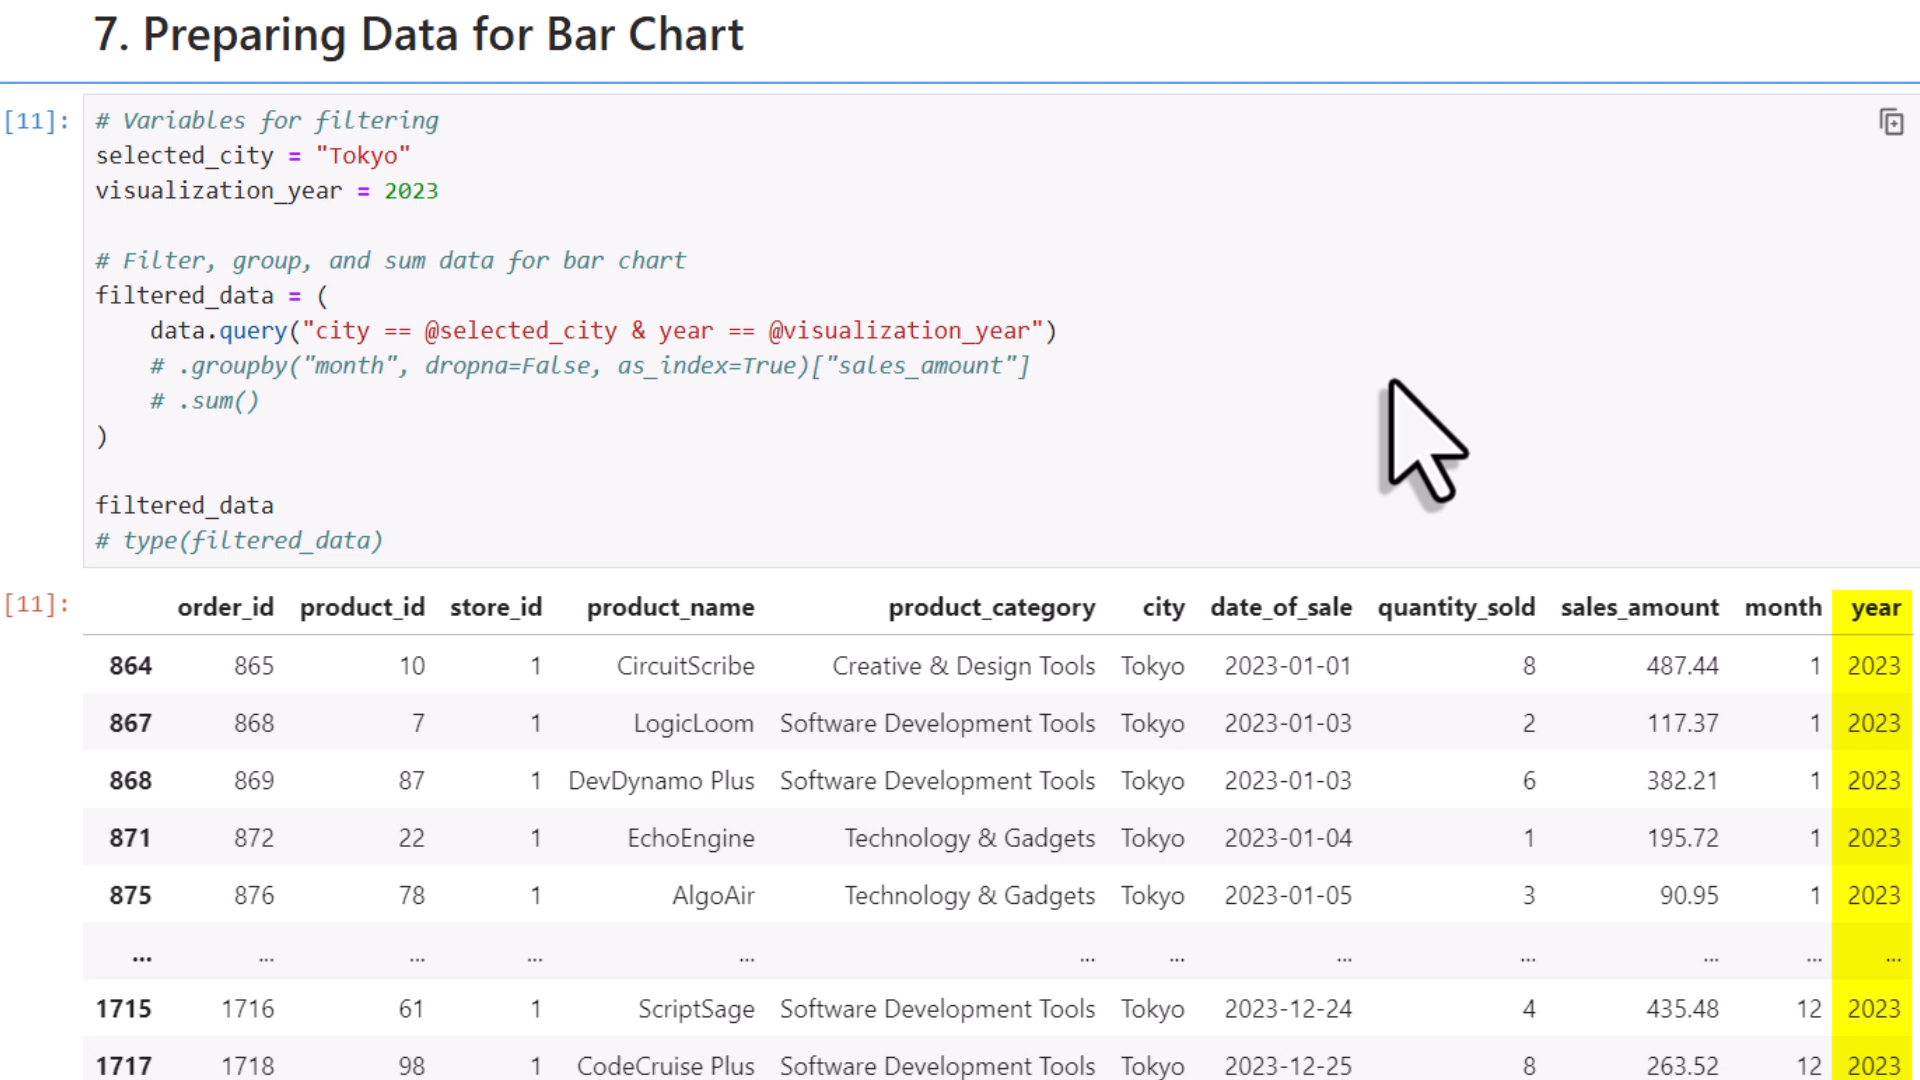 7. Preparing Data for Bar Chart
[11]: # Variables for filtering
selected_city = "Tokyo"
visualization_year = 2023
# Filter, group, and sum data for bar chart
filtered_data = (
data.query("city == @selected_city & year == @visualization_year")
# .groupby("month", dropna=False, as_index=True)["sales_amount"]
# .sum()
)
filtered_data
# type(filtered_data)
[11]: order_id product_id store_id product_name product_category city date_of_sale quantity_sold sales_amount month year
864 865 10 1 CircuitScribe Creative & Design Tools Tokyo 2023-01-01 8 487.44 1 2023
867 868 7 1 LogicLoom Software Development Tools Tokyo 2023-01-03 2 117.37 1 2023
868 869 87 1 DevDynamo Plus Software Development Tools Tokyo 2023-01-03 6 382.21 1 2023
871 872 22 1 EchoEngine Technology & Gadgets Tokyo 2023-01-04 1 195.72 1 2023
875 876 78 1 AlgoAir Technology & Gadgets Tokyo 2023-01-05 3 90.95 1 2023
... ... ... ... ... ... ... ... ... ... ... ...
1715 1716 61 1 ScriptSage Software Development Tools Tokyo 2023-12-24 4 435.48 12 2023
1717 1718 98 1 CodeCruise Plus Software Development Tools Tokyo 2023-12-25 8 263.52 12 2023